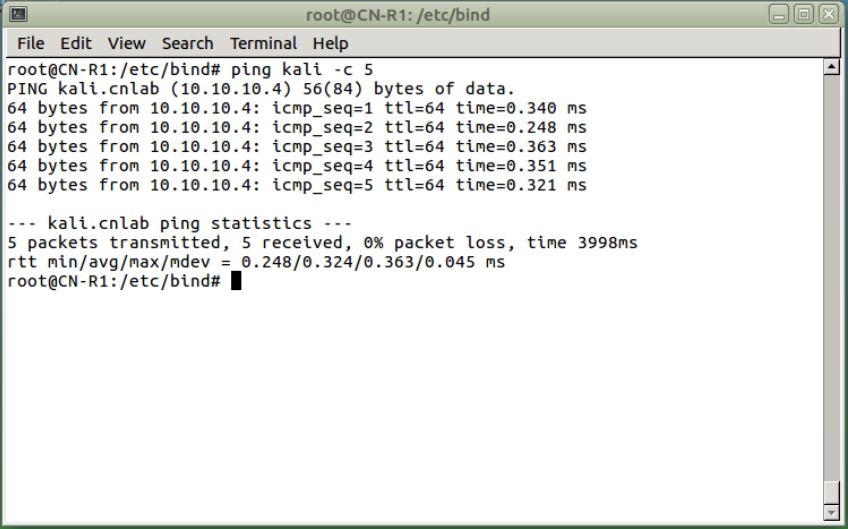 root@CN-R1: /etc/bind
File Edit View Search Terminal Help
root@CN-R1:/etc/bind# ping kali -c 5
PING kali.cnlab (10.10.10.4) 56(84) bytes of data.
64 bytes from 10.10.10.4: icmp_seq=1 ttl=64 time=0.340 ms
64 bytes from 10.10.10.4: icmp_seq=2 ttl=64 time=0.248 ms
64 bytes from 10.10.10.4: icmp_seq=3 ttl=64 time=0.363 ms
64 bytes from 10.10.10.4: icmp_seq=4 ttl=64 time=0.351 ms
64 bytes from 10.10.10.4: icmp_seq=5 ttl=64 time=0.321 ms
--- kali.cnlab ping statistics ---
5 packets transmitted, 5 received, 0% packet loss, time 3998ms
rtt min/avg/max/mdev = 0.248/0.324/0.363/0.045 ms
root@CN-R1:/etc/bind#